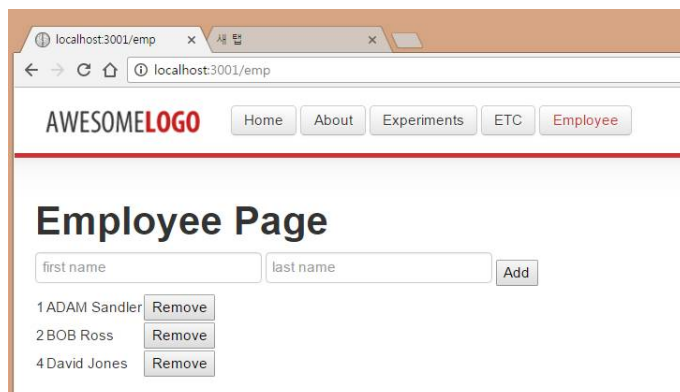 localhost:3001/emp
새 탭
localhost:3001/emp
AWESOMELOGO
Home About Experiments ETC Employee
Employee Page
first name last name Add
1 ADAM Sandler Remove
2 BOB Ross Remove
4 David Jones Remove